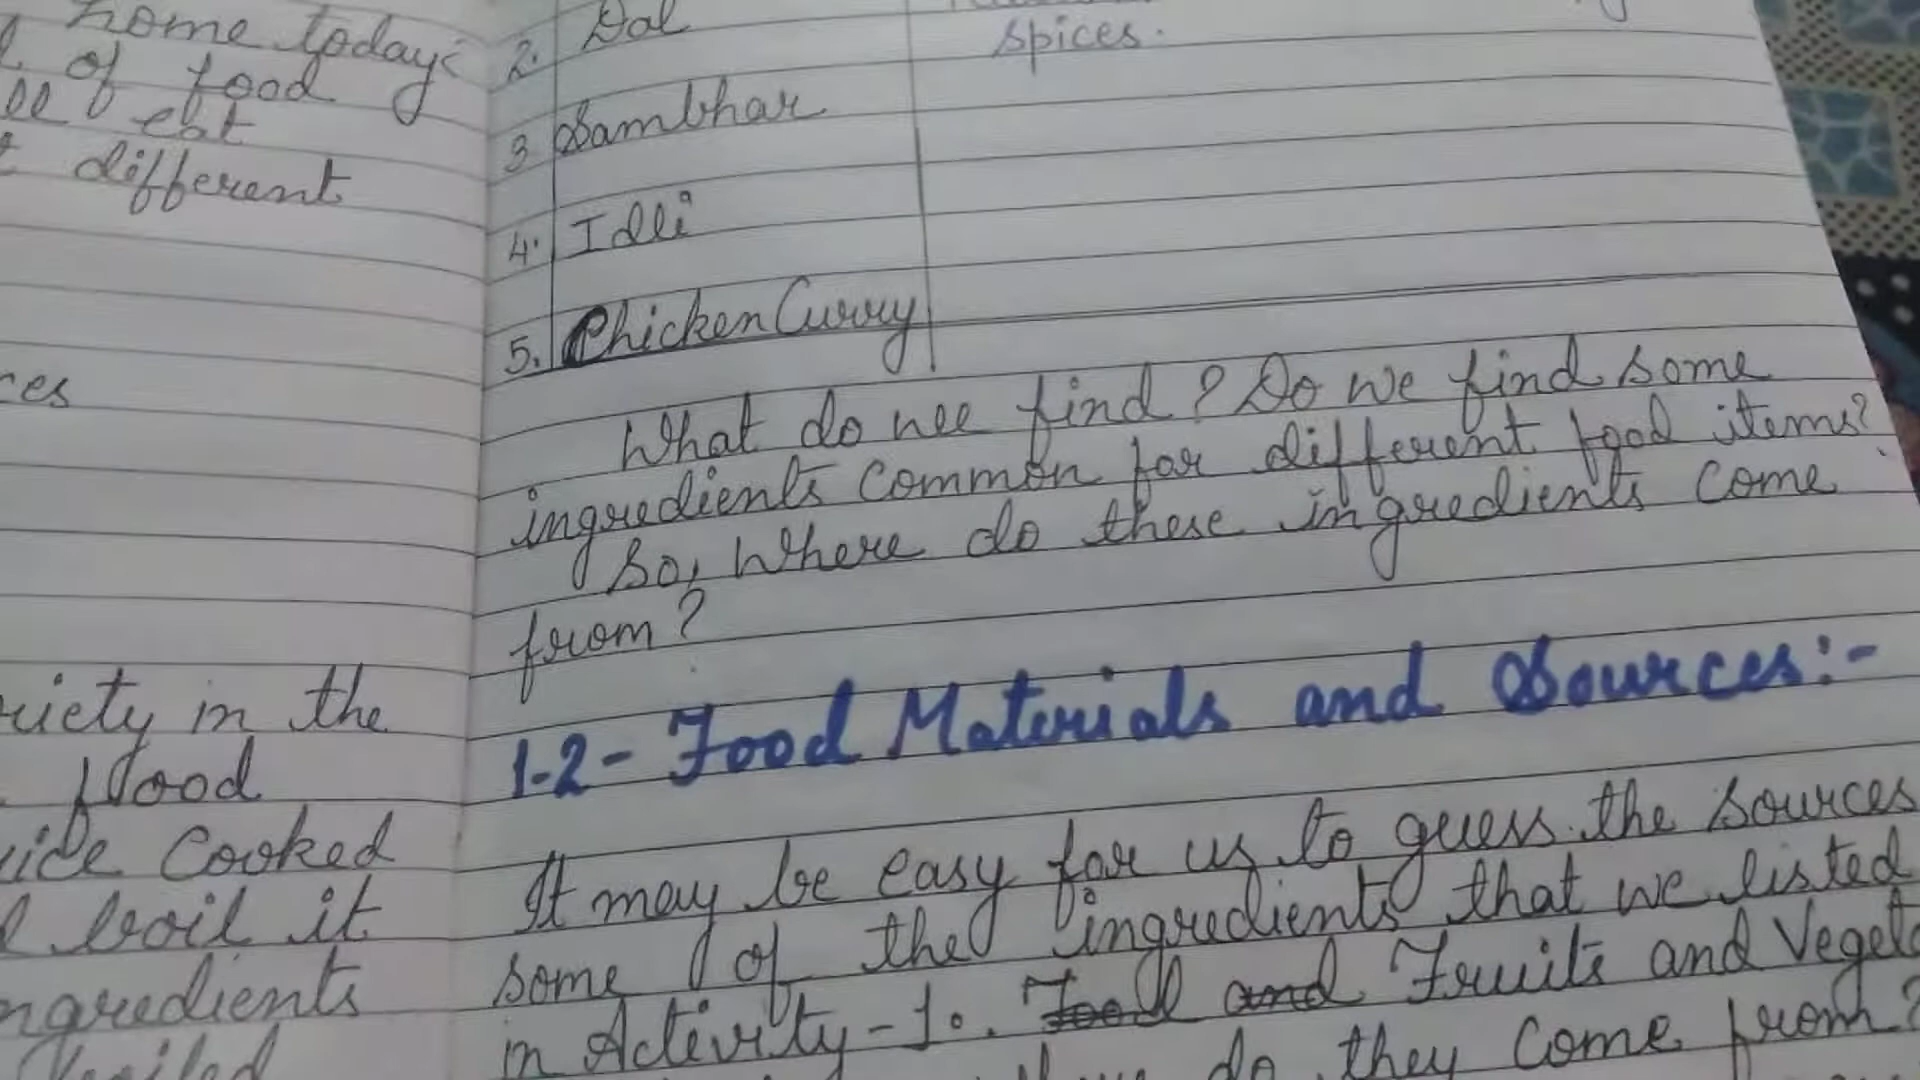 home today
of food
eat
different
riety in the
food
cooked
boil it
ngredients
2. Dal
spices.
3 Sambhar
4. Idli
5. Chicken Curry
What do we find? Do we find some
ingredients common for different food items?
So, Where do these ingredients come
from?
1-2- Food Materials and Sources:-
It may be easy for us to guess the sources
some of the ingredients that we listed
in Activity-1. Food and Fruits and Veget
do they come from?